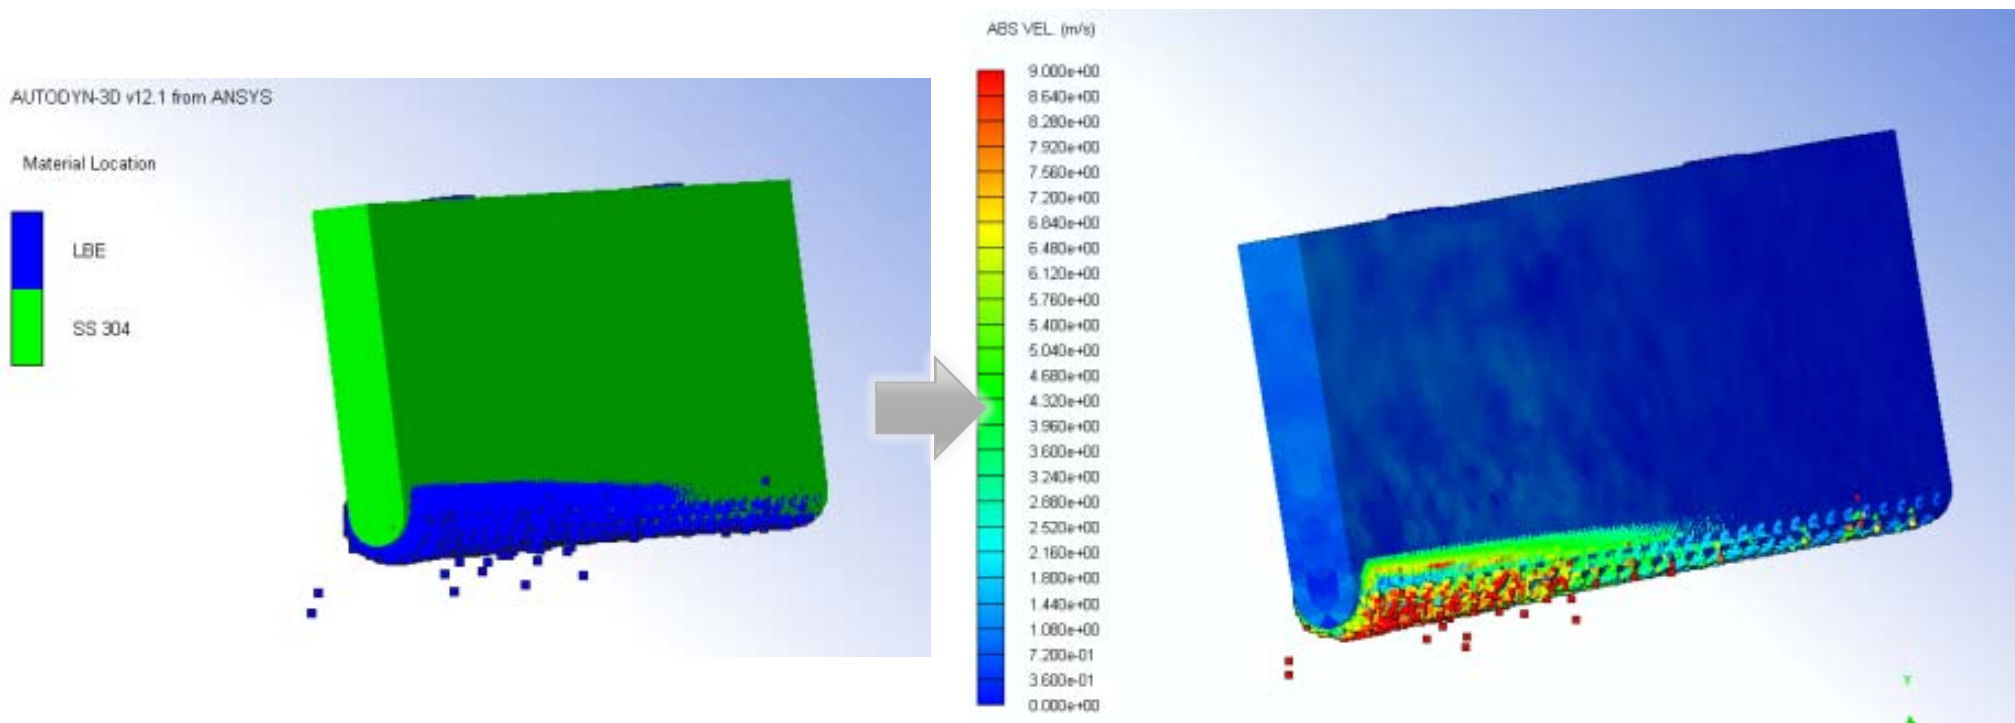 AUTODYN-3D v12.1 from ANSYS
Material Location
LBE
SS 304
ABS VEL. (m/s)
9.000e+00
8.640e+00
8.280e+00
7.920e+00
7.560e+00
7.200e+00
6.840e+00
6.480e+00
6.120e+00
5.760e+00
5.400e+00
5.040e+00
4.680e+00
4.320e+00
3.960e+00
3.600e+00
3.240e+00
2.880e+00
2.520e+00
2.160e+00
1.800e+00
1.440e+00
1.080e+00
7.200e-01
3.600e-01
0.000e+00
Y